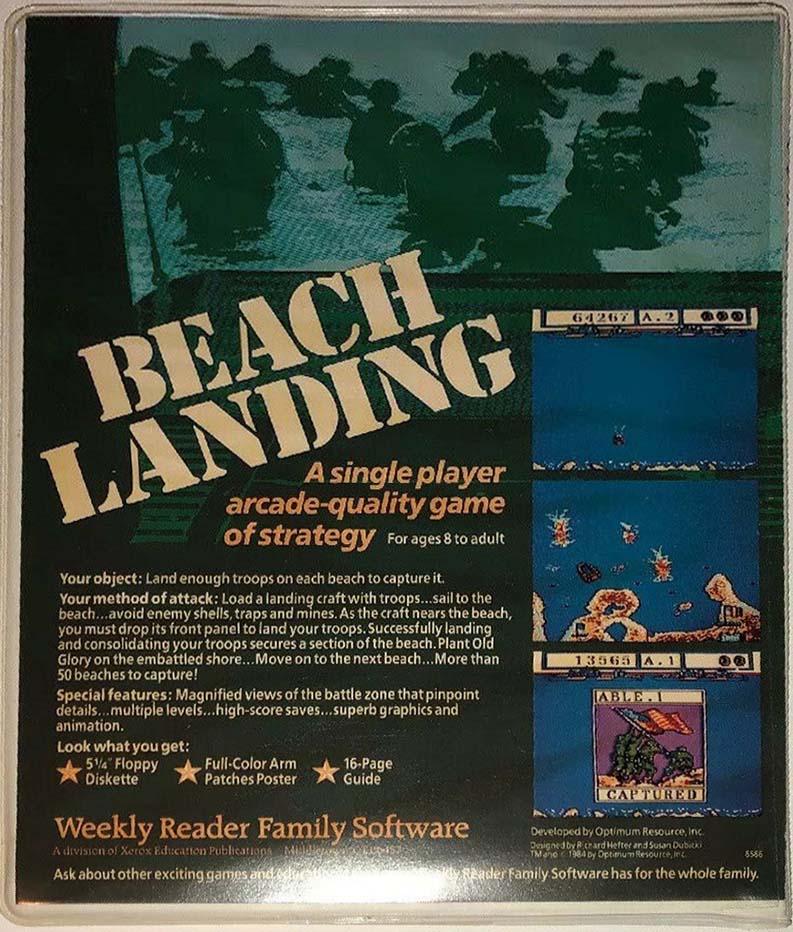 BEACH
LANDING
A single player
arcade-quality game
of strategy For ages 8 to adult
Your object: Land enough troops on each beach to capture it.
Your method of attack: Load a landing craft with troops...sail to the
beach...avoid enemy shells, traps and mines. As the craft nears the beach,
you must drop its front panel to land your troops. Successfully landing
and consolidating your troops secures a section of the beach. Plant Old
Glory on the embattled shore...Move on to the next beach...More than
50 beaches to capture!
Special features: Magnified views of the battle zone that pinpoint
details...multiple levels...high-score saves...superb graphics and
animation.
Look what you get:
5¼" Floppy
Diskette
Full-Color Arm
Patches Poster
16-Page
Guide
64267 A.2
13565 A.1
ABLE.1
CAPTURED
Weekly Reader Family Software
A division of Xerox Education Publications
Developed by Optimum Resource, Inc.
Designed by Richard Hefter and Susan Dubicki
TM and © 1984 by Optimum Resource, Inc. 6566
Ask about other exciting games and Reader Family Software has for the whole family.